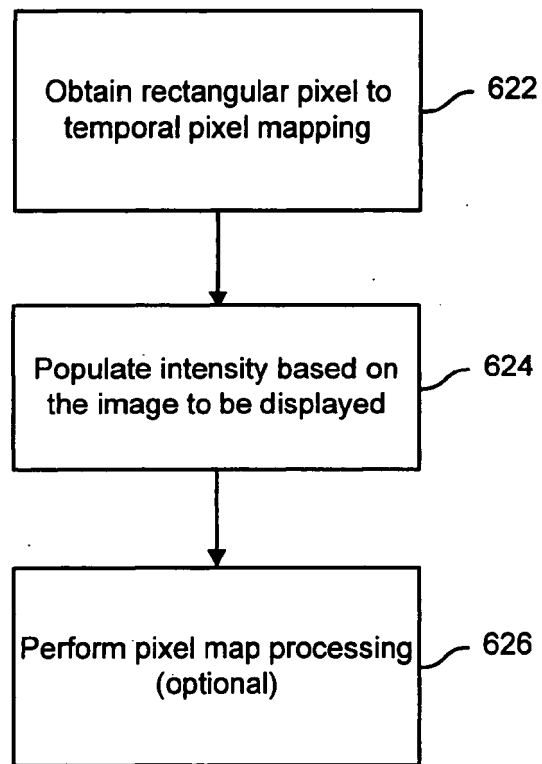 Obtain rectangular pixel to
temporal pixel mapping
622
Populate intensity based on
the image to be displayed
624
Perform pixel map processing
(optional)
626